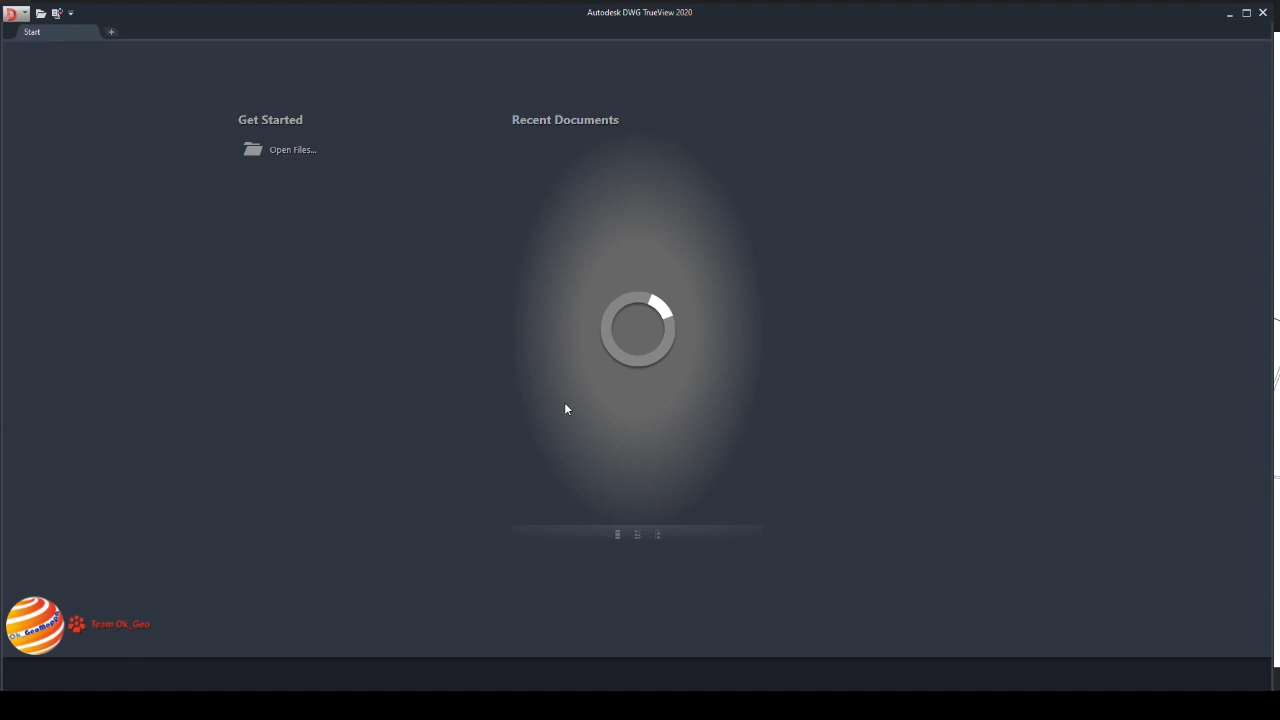 Autodesk DWG TrueView 2020
Start
Get Started
Recent Documents
Open Files...
Team Ok_Geo